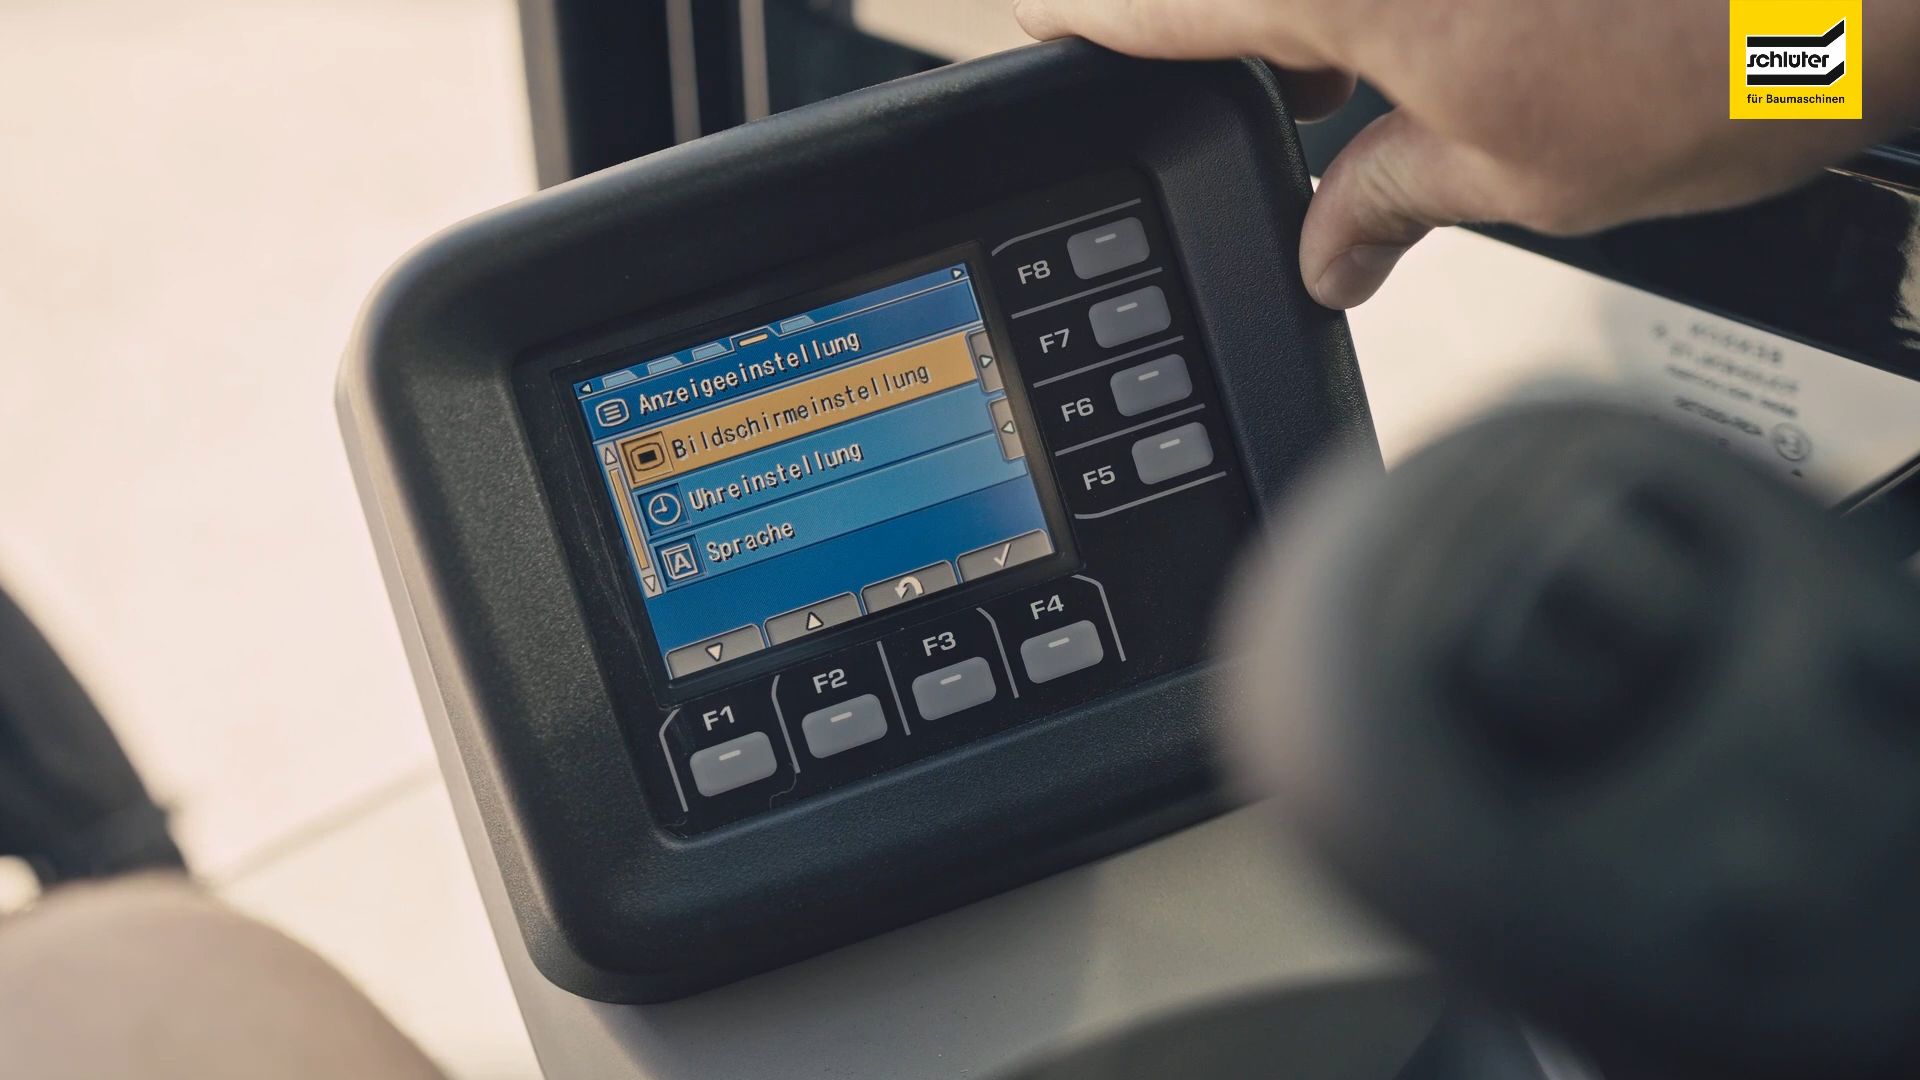 schlüter
für Baumaschinen
Anzeigeeinstellung
Bildschirmeinstellung
Uhreinstellung
A Sprache
F8
F7
F6
F5
F4
F3
F2
F1